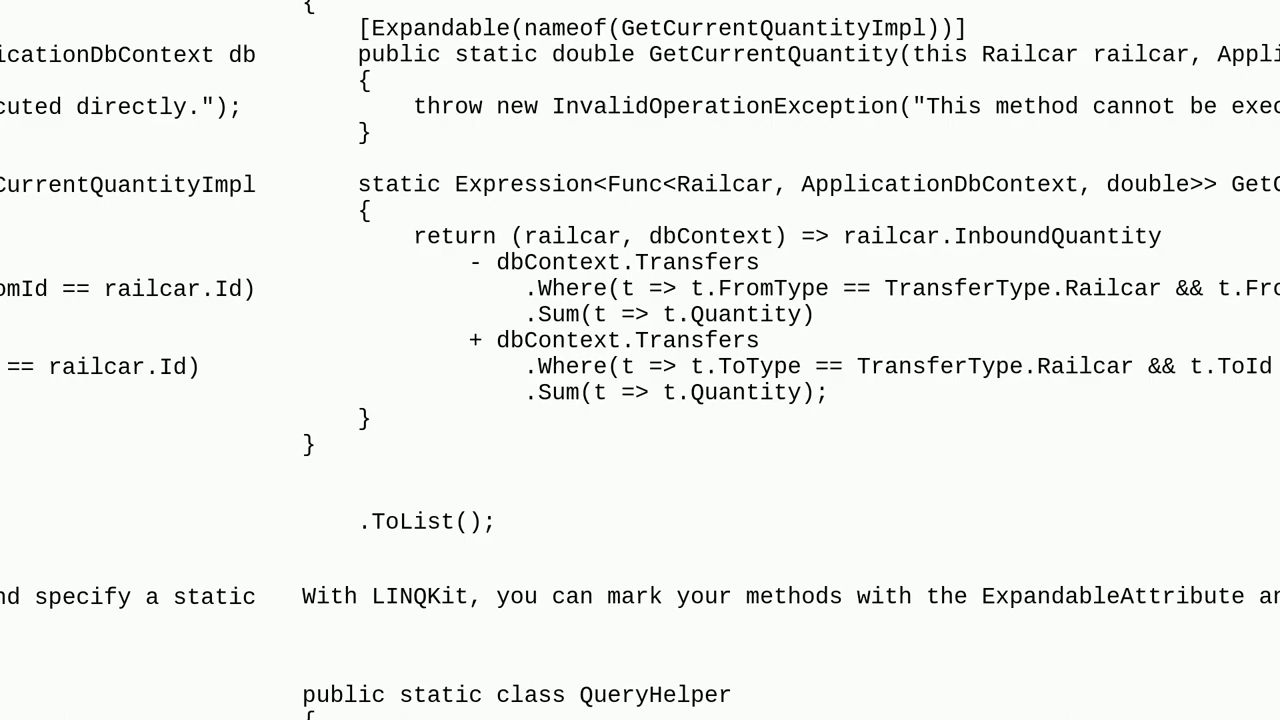 icationDbContext db
cuted directly.");
CurrentQuantityImpl
omId == railcar.Id)
== railcar.Id)
nd specify a static
{
[Expandable(nameof(GetCurrentQuantityImpl))]
public static double GetCurrentQuantity(this Railcar railcar, Appli
{
throw new InvalidOperationException("This method cannot be exec
}
static Expression<Func<Railcar, ApplicationDbContext, double>> GetC
{
return (railcar, dbContext) => railcar.InboundQuantity
- dbContext.Transfers
.Where(t => t.FromType == TransferType.Railcar && t.Fro
.Sum(t => t.Quantity)
+ dbContext.Transfers
.Where(t => t.ToType == TransferType.Railcar && t.ToId
.Sum(t => t.Quantity);
}
}
.ToList();
With LINQKit, you can mark your methods with the ExpandableAttribute an
public static class QueryHelper
{